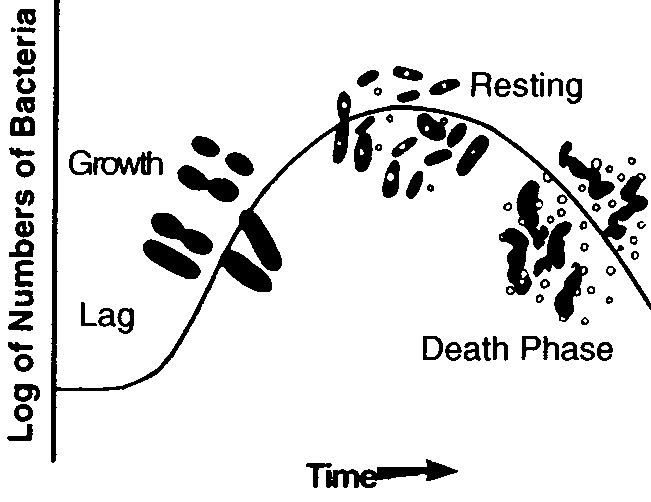 Log of Numbers of Bacteria
Resting
Growth
Lag
Death Phase
Time